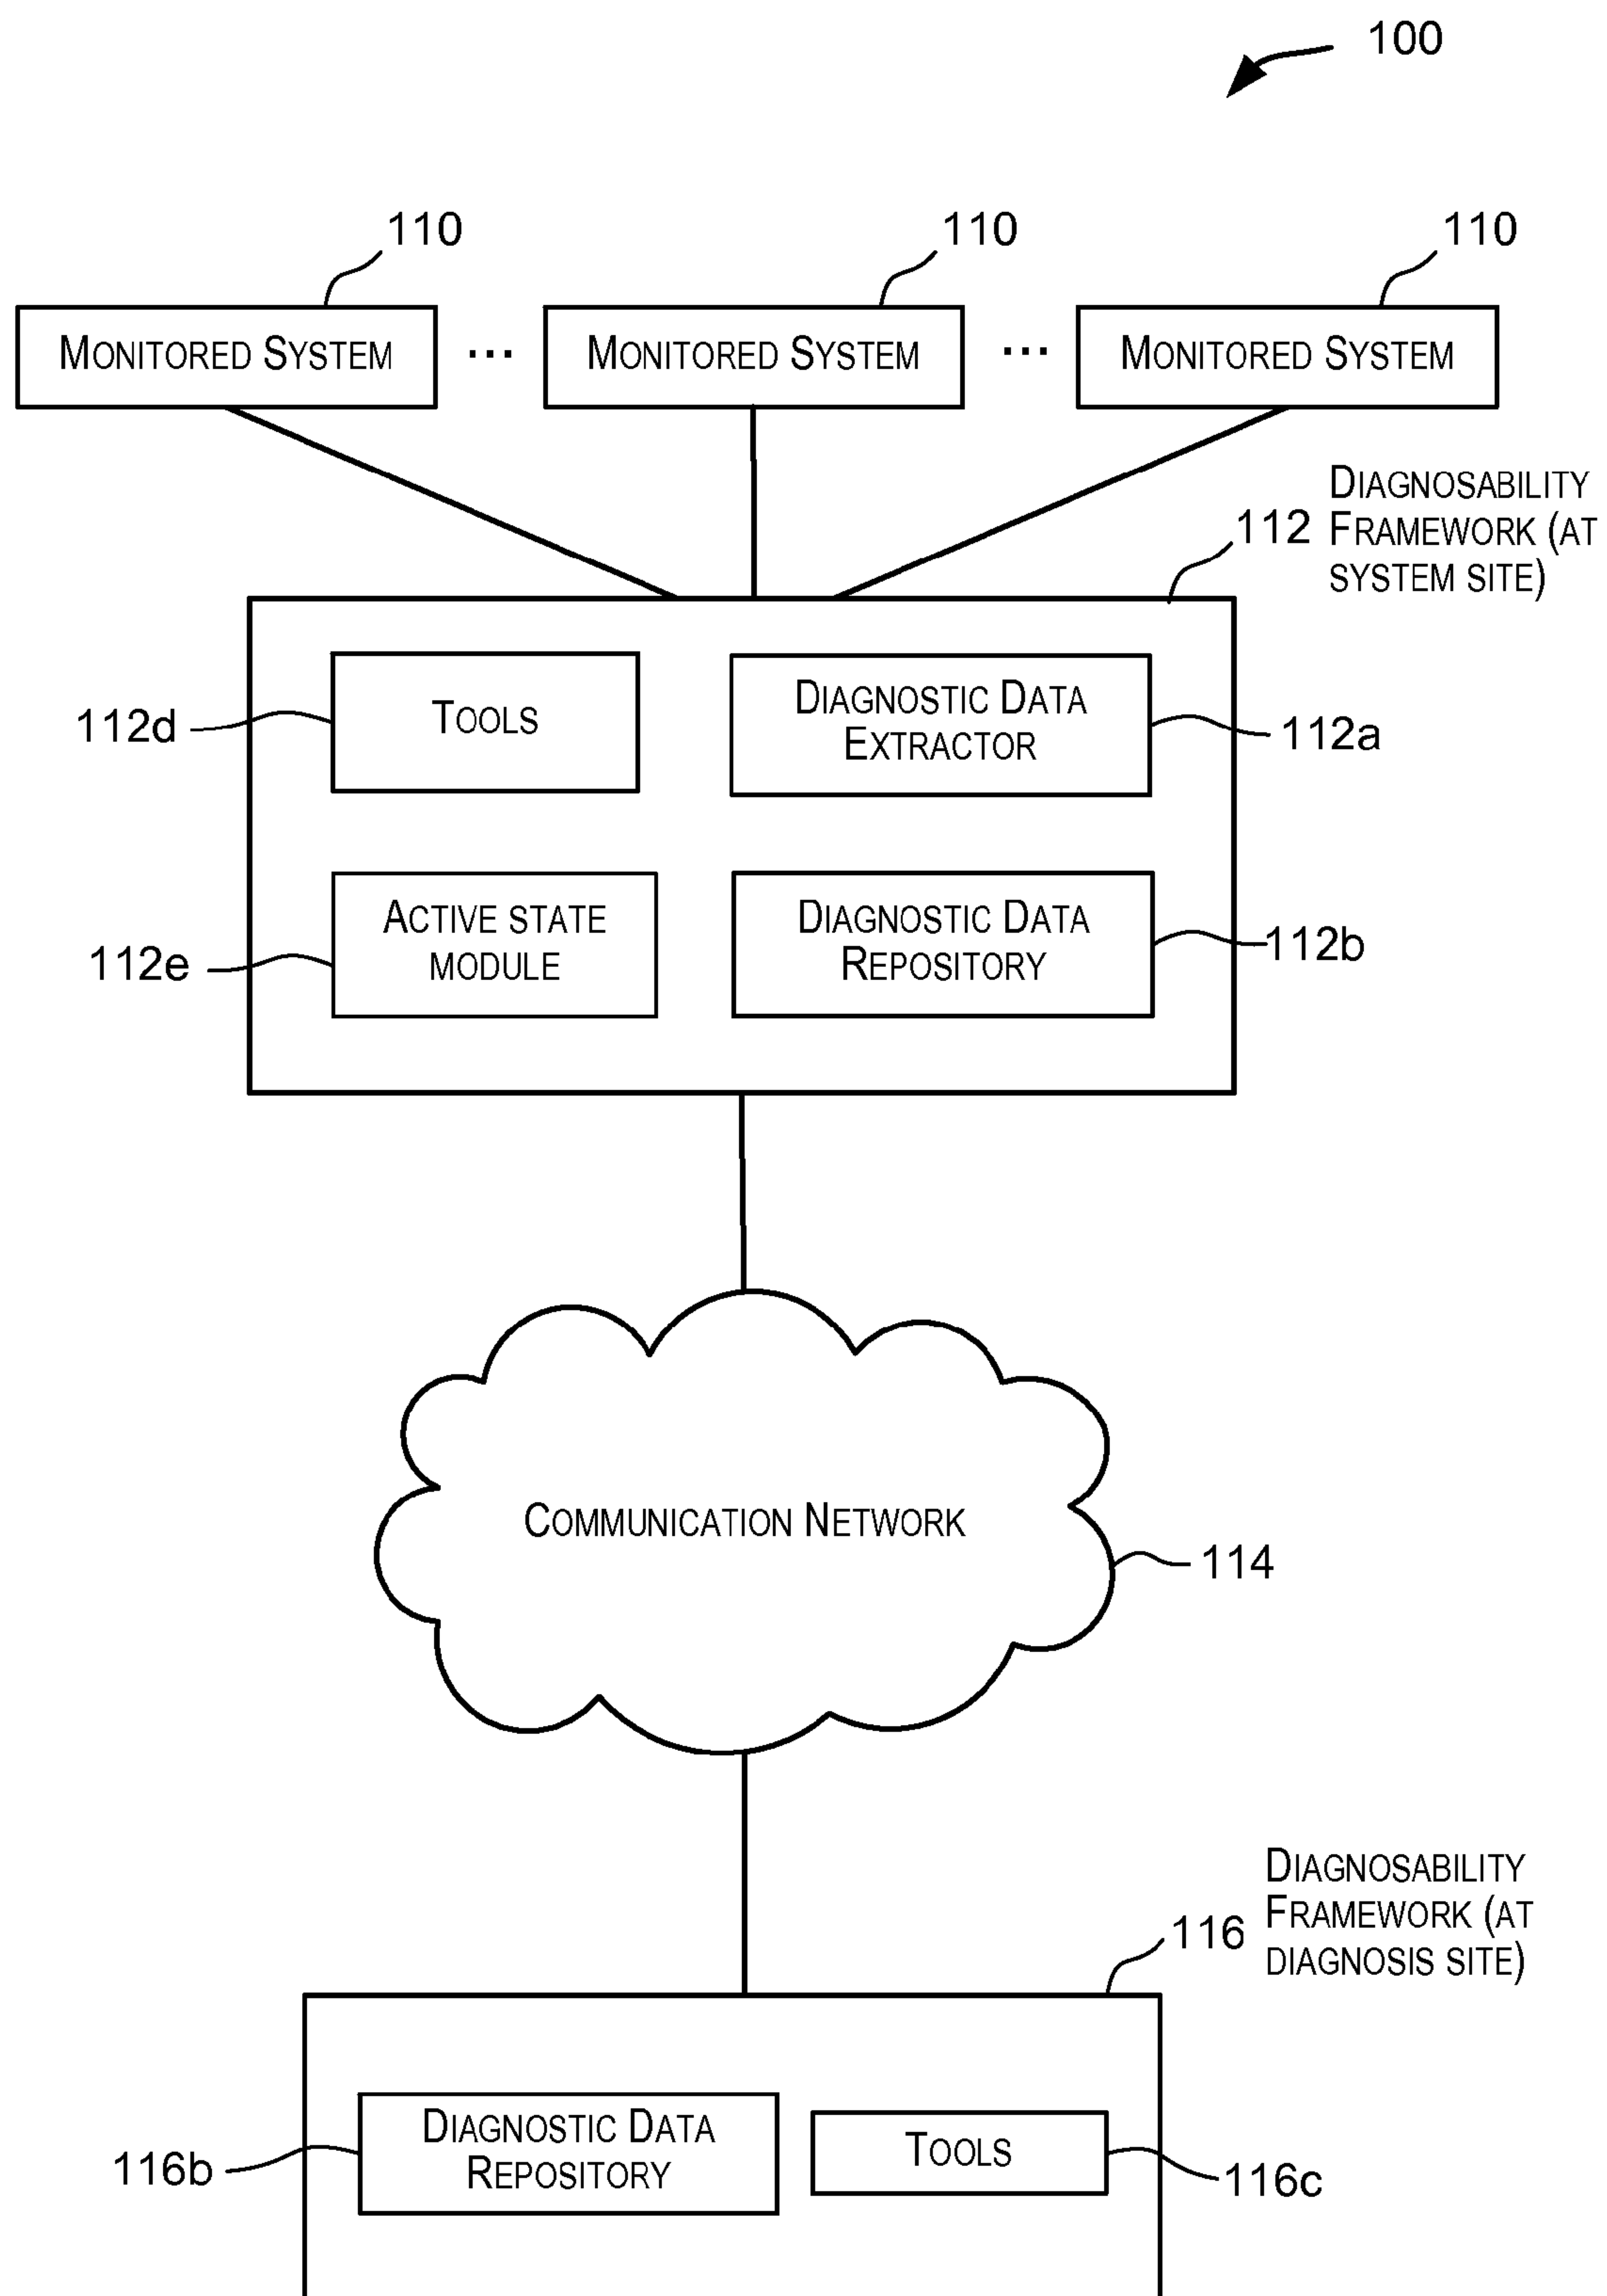 100
110
110
110
Monitored System
...
Monitored System
...
Monitored System
Diagnosability
Framework (at
system site)
112
Tools
Diagnostic Data
Extractor
112d
112a
Active state
module
Diagnostic Data
Repository
112e
112b
Communication Network
114
Diagnosability
Framework (at
diagnosis site)
116
Diagnostic Data
Repository
Tools
116b
116c